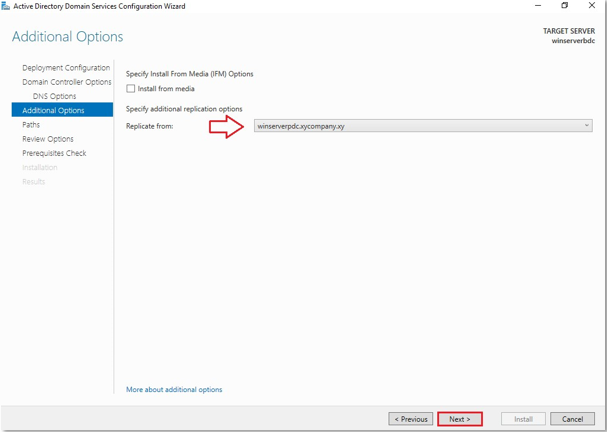 Active Directory Domain Services Configuration Wizard
Additional Options
TARGET SERVER
winserverbdc
Deployment Configuration
Domain Controller Options
DNS Options
Additional Options
Paths
Review Options
Prerequisites Check
Installation
Results
Specify Install From Media (IFM) Options
Install from media
Specify additional replication options
Replicate from:
winserverpdc.xycompany.xy
More about additional options
< Previous
Next >
Install
Cancel